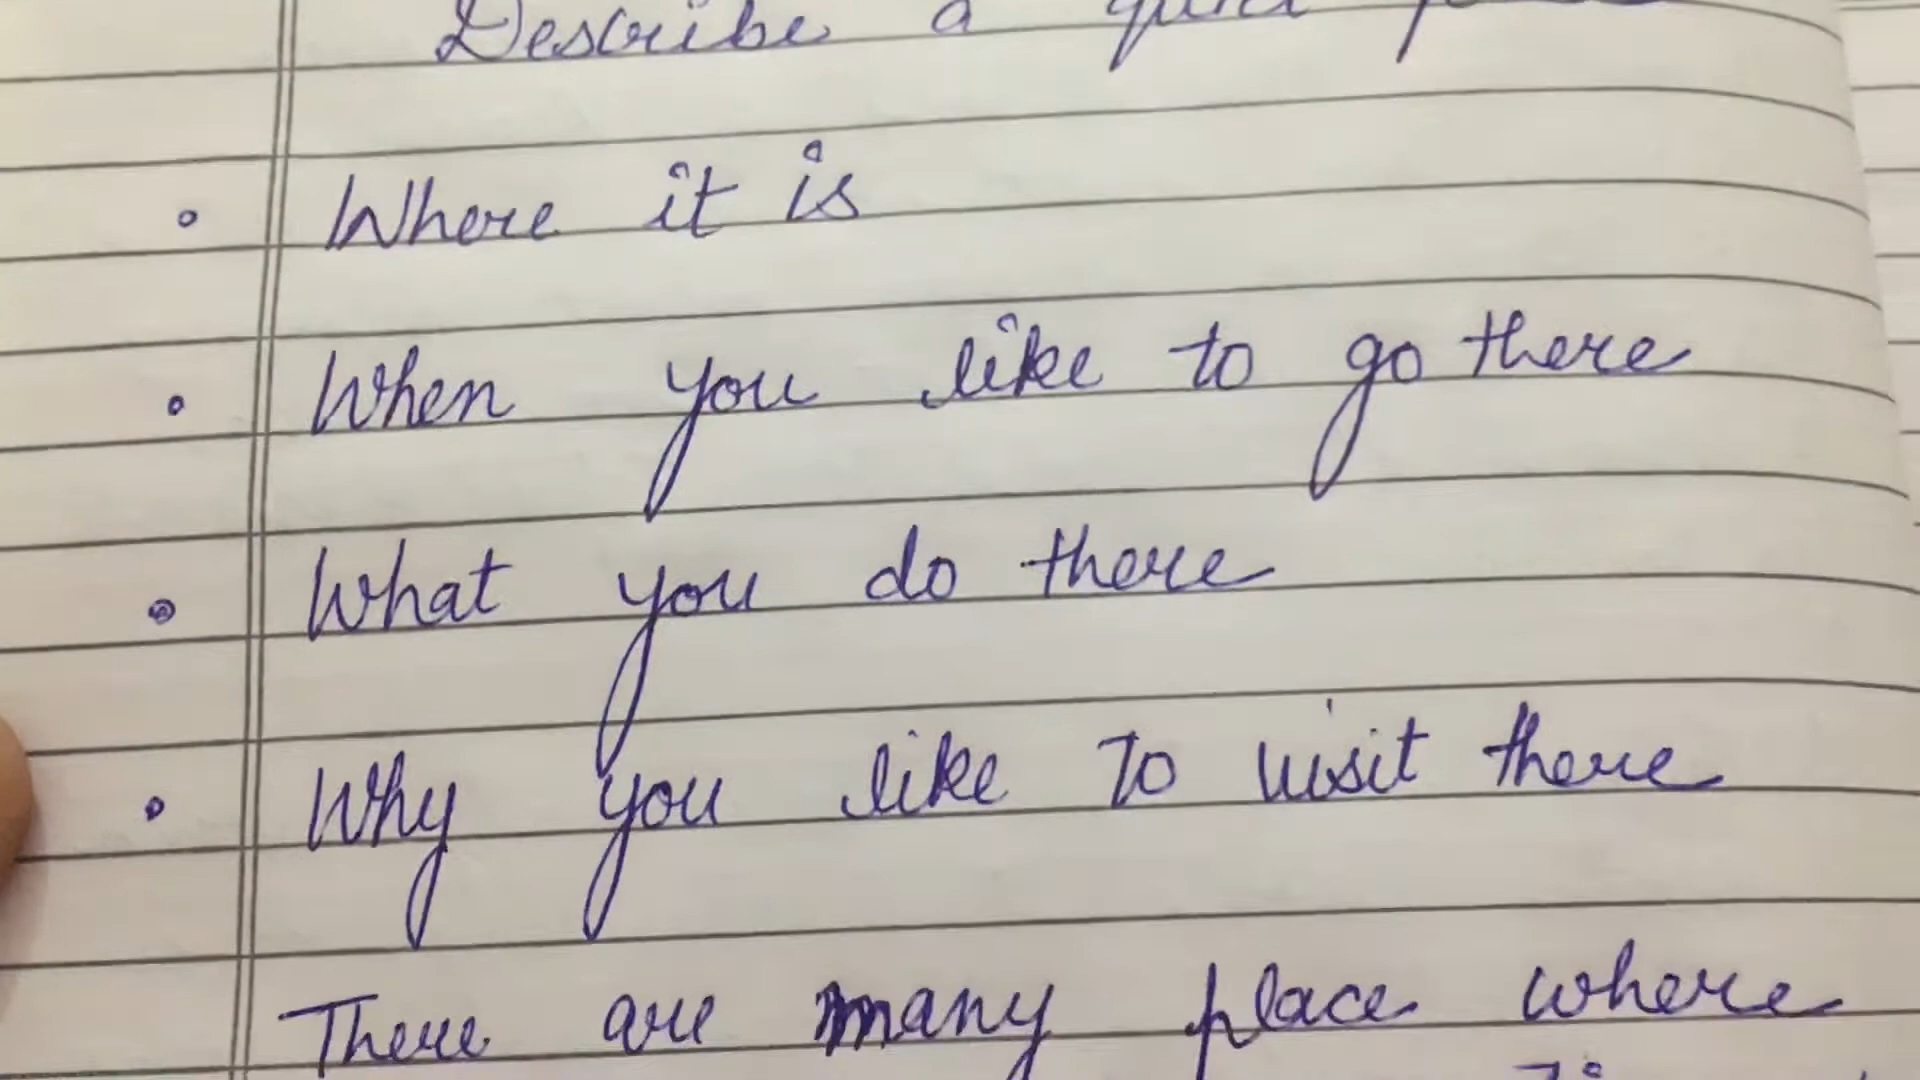 Describe a
Where it is
When you like to go there
What you do there
Why you like to visit there
There are many place where